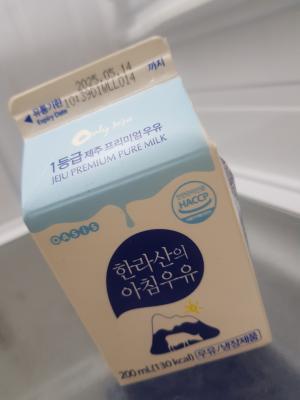 유통기한 2025.05.14 까지
Expiry Date 1013901WCL014
Only Jeju
1등급 제주 프리미엄 우유
JEJU PREMIUM PURE MILK
HACCP
OASIS
한라산의
아침우유
200 mL(130 kcal) 우유/냉장제품